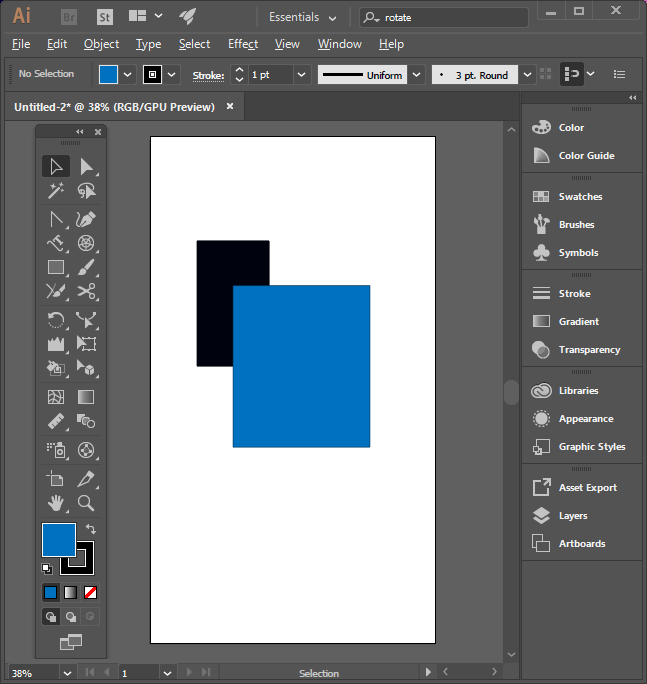 Ai Br St Essentials rotate
File Edit Object Type Select Effect View Window Help
No Selection Stroke: 1 pt Uniform 3 pt. Round
Untitled-2* @ 38% (RGB/GPU Preview)
Color
Color Guide
Swatches
Brushes
Symbols
Stroke
Gradient
Transparency
Libraries
Appearance
Graphic Styles
Asset Export
Layers
Artboards
38% 1 Selection